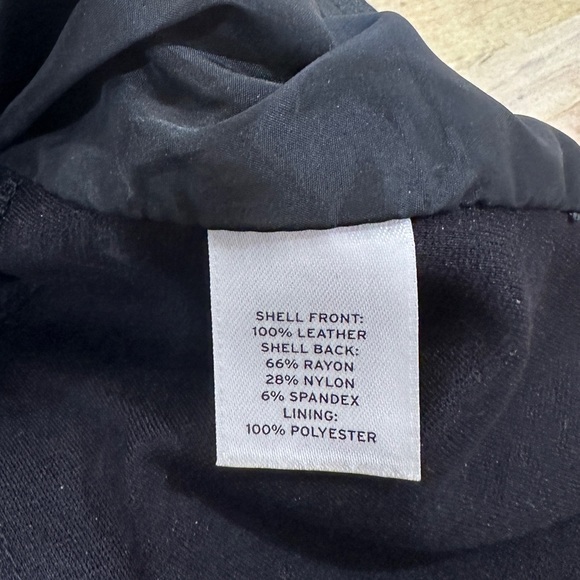 SHELL FRONT:
100% LEATHER
SHELL BACK:
66% RAYON
28% NYLON
6% SPANDEX
LINING:
100% POLYESTER